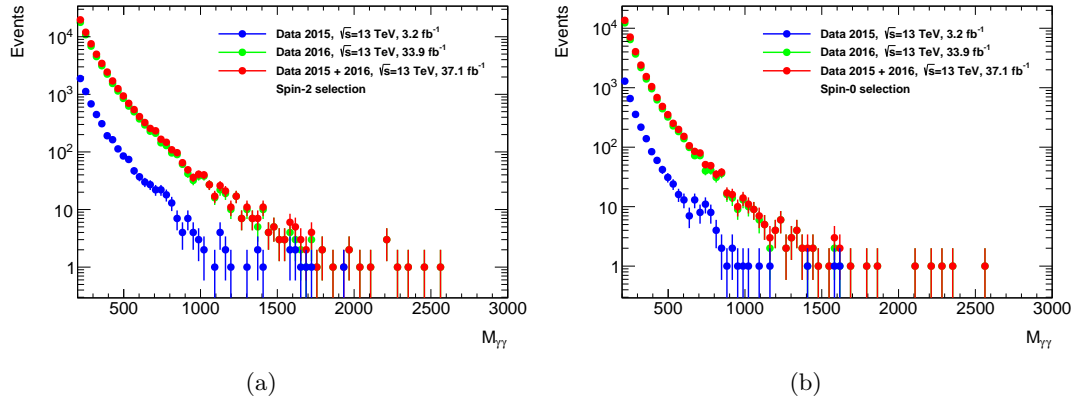 Events
10⁴
10³
10²
10
1
Data 2015, √s=13 TeV, 3.2 fb⁻¹
Data 2016, √s=13 TeV, 33.9 fb⁻¹
Data 2015 + 2016, √s=13 TeV, 37.1 fb⁻¹
Spin-2 selection
500 1000 1500 2000 2500 3000
Mγγ
(a)
Events
10⁴
10³
10²
10
1
Data 2015, √s=13 TeV, 3.2 fb⁻¹
Data 2016, √s=13 TeV, 33.9 fb⁻¹
Data 2015 + 2016, √s=13 TeV, 37.1 fb⁻¹
Spin-0 selection
500 1000 1500 2000 2500 3000
Mγγ
(b)